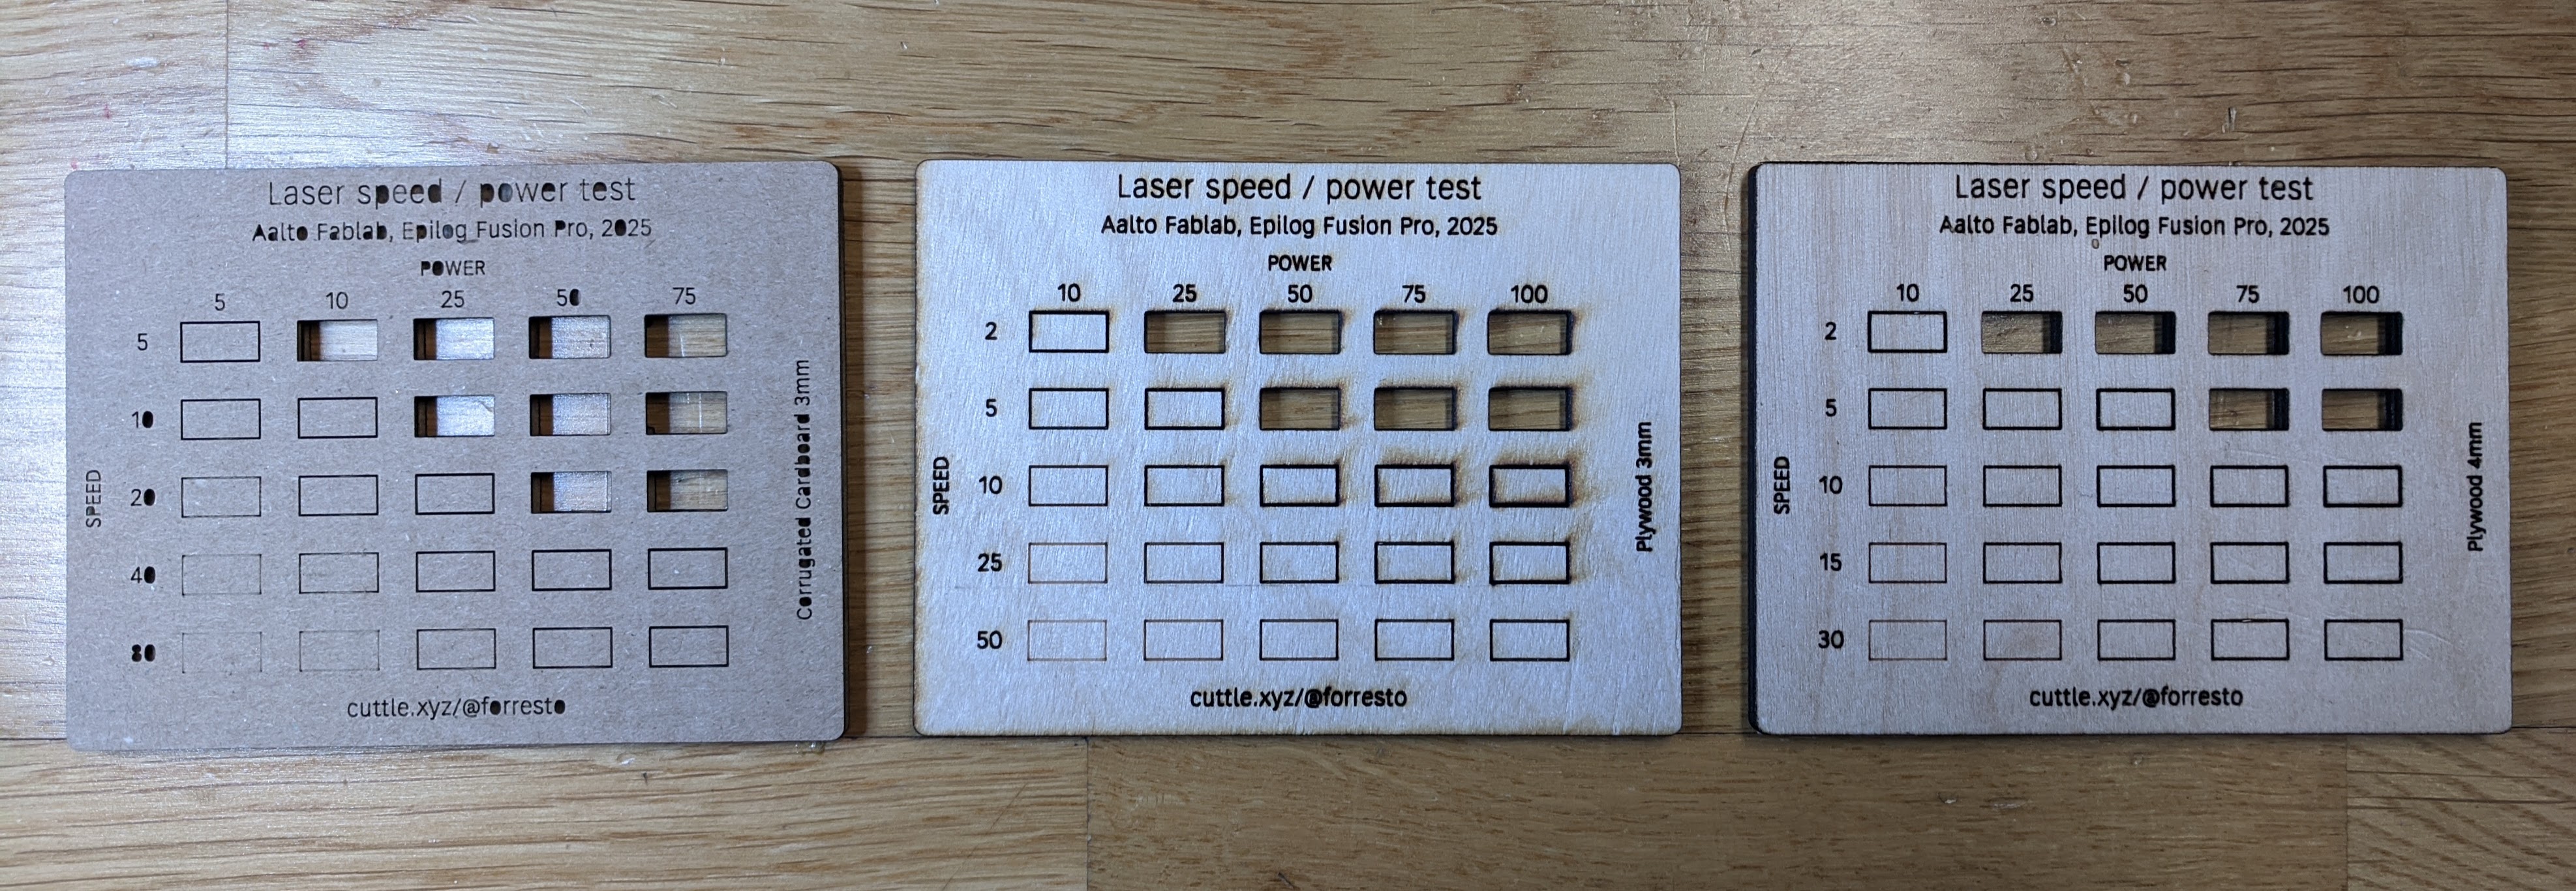 Laser speed / power test
Aalto Fablab, Epilog Fusion Pro, 2025
POWER
5 10 25 50 75
5
10
20
40
80
SPEED
Corrugated Cardboard 3mm
cuttle.xyz/@forresto
Laser speed / power test
Aalto Fablab, Epilog Fusion Pro, 2025
POWER
10 25 50 75 100
2
5
10
25
50
SPEED
Plywood 3mm
cuttle.xyz/@forresto
Laser speed / power test
Aalto Fablab, Epilog Fusion Pro, 2025
POWER
10 25 50 75 100
2
5
10
15
30
SPEED
Plywood 4mm
cuttle.xyz/@forresto